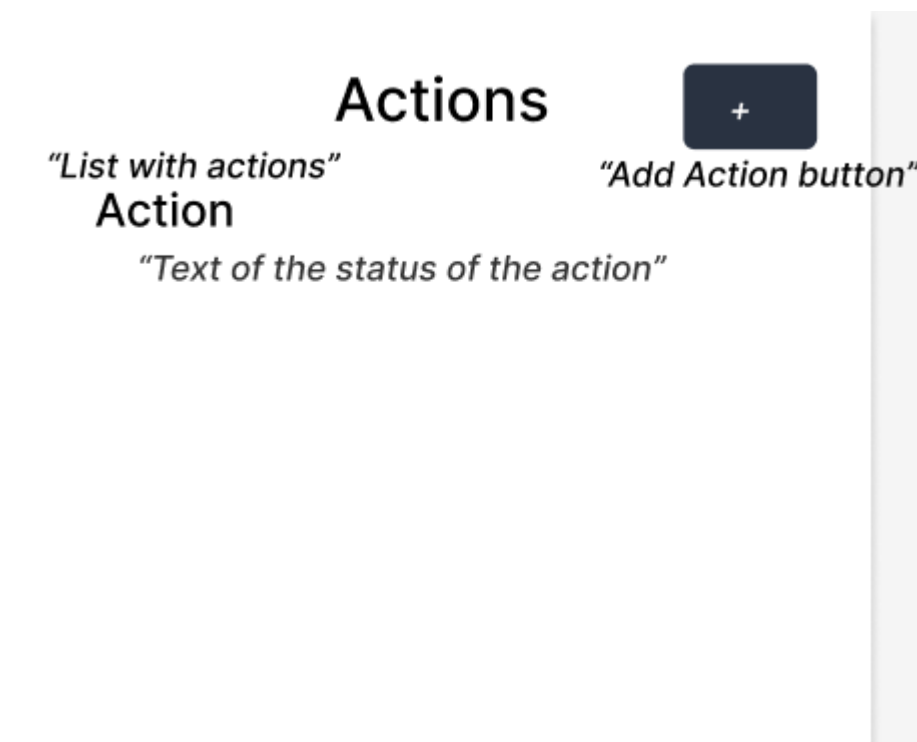 Actions
+
“List with actions”
“Add Action button”
Action
“Text of the status of the action”